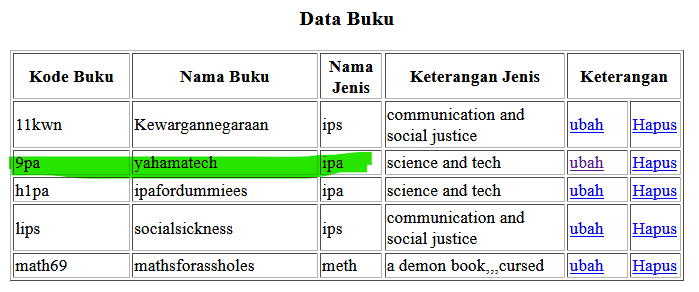 Data Buku
Kode Buku Nama Buku Nama Jenis Keterangan Jenis Keterangan
11kwn Kewargannegaraan ips communication and social justice ubah Hapus
9pa yahamatech ipa science and tech ubah Hapus
h1pa ipafordummiees ipa science and tech ubah Hapus
lips socialsickness ips communication and social justice ubah Hapus
math69 mathsforassholes meth a demon book,,,cursed ubah Hapus